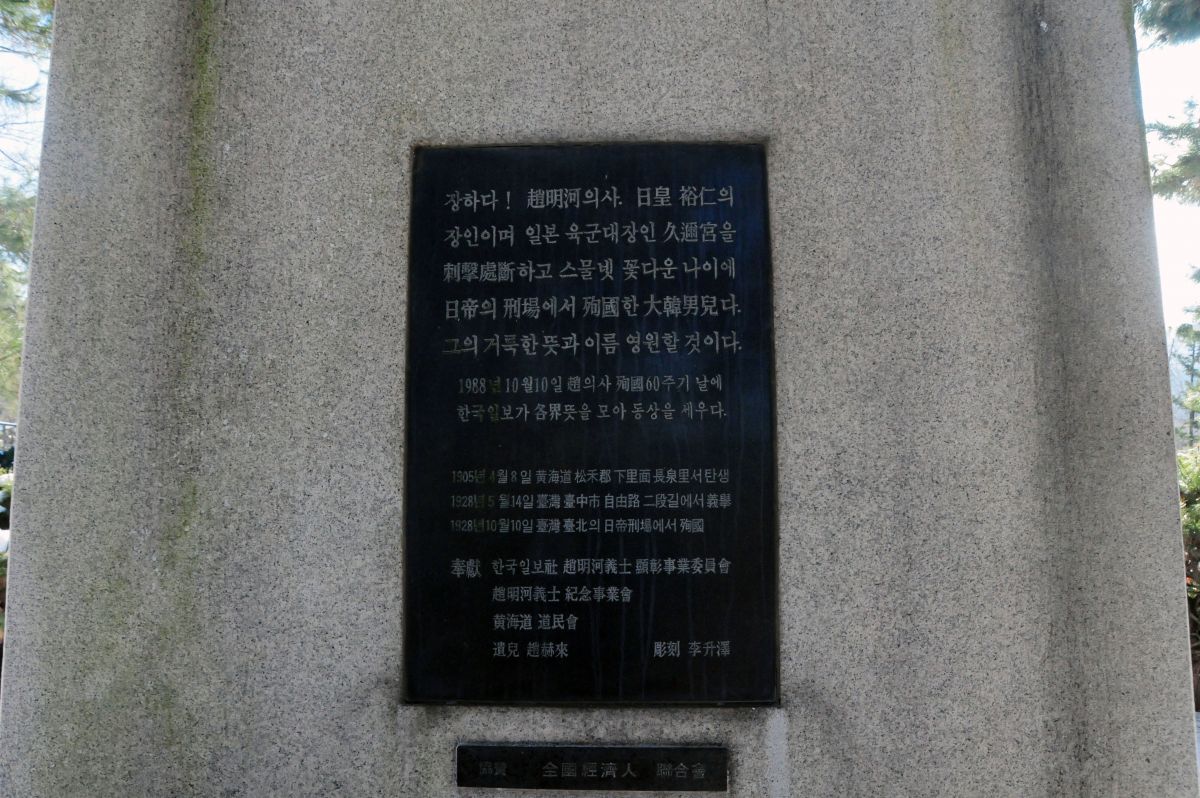 장하다! 趙明河의사. 日皇 裕仁의
장인이며 일본 육군대장인 久邇宮을
刺擊處斷하고 스물넷 꽃다운 나이에
日帝의 刑場에서 殉國한 大韓男兒다.
그의 거룩한 뜻과 이름 영원할 것이다.
1988년 10월10일 趙의사 殉國60주기 날에
한국일보가 各界뜻을 모아 동상을 세우다.
1905년 4월 8일 黃海道 松禾郡 下里面 長泉里서 탄생
1928년 5월 14일 臺灣 臺中市 自由路 二段길에서 義擧
1928년10월10일 臺灣 臺北의 日帝刑場에서 殉國
奉獻 한국일보社 趙明河義士 顯彰事業委員會
趙明河義士 紀念事業會
黃海道 道民會
遺兒 趙赫來 彫刻 李升澤
協贊 全國經濟人 聯合會